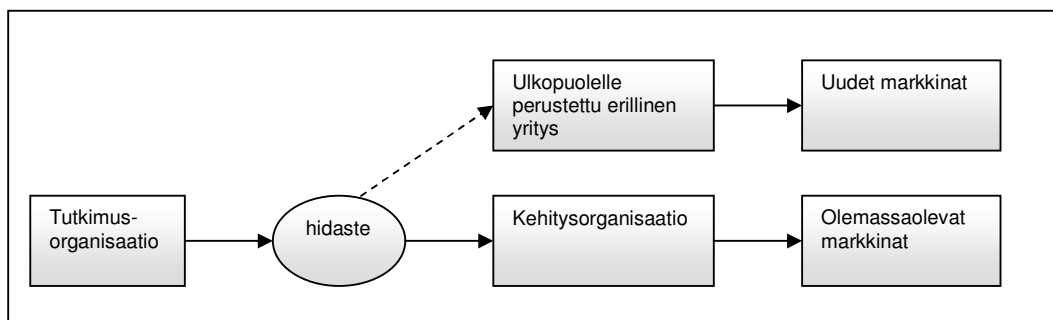 Ulkopuolelle
perustettu erillinen
yritys
Uudet markkinat
Tutkimus-
organisaatio
hidaste
Kehitysorganisaatio
Olemassaolevat
markkinat